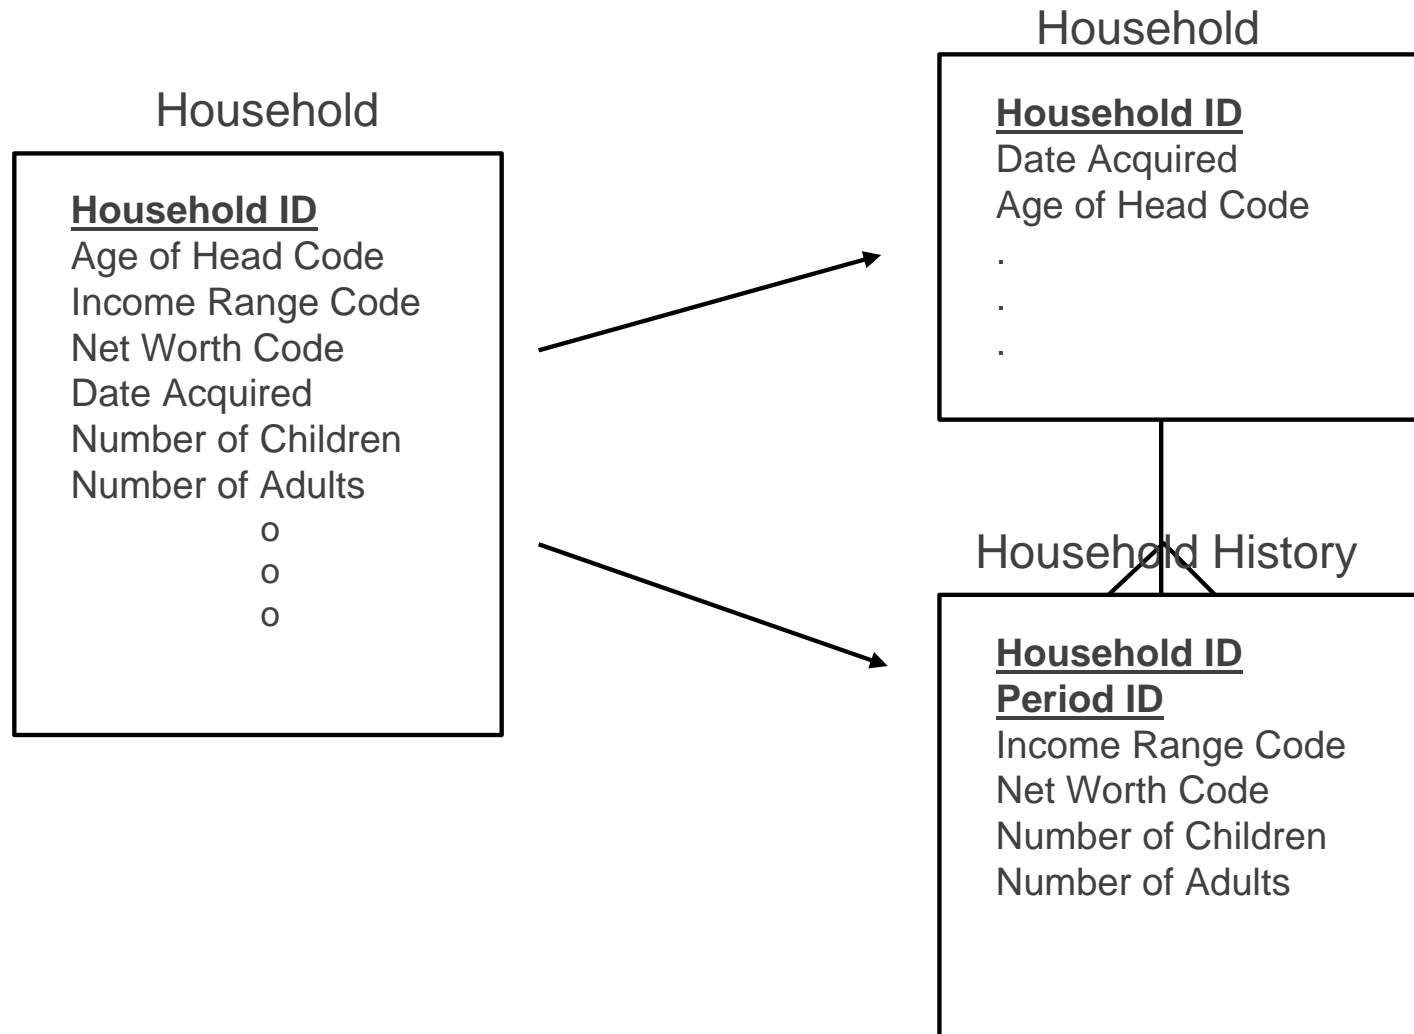 Household
Household ID
Age of Head Code
Income Range Code
Net Worth Code
Date Acquired
Number of Children
Number of Adults
o
o
o
Household
Household ID
Date Acquired
Age of Head Code
.
.
.
Household History
Household ID
Period ID
Income Range Code
Net Worth Code
Number of Children
Number of Adults